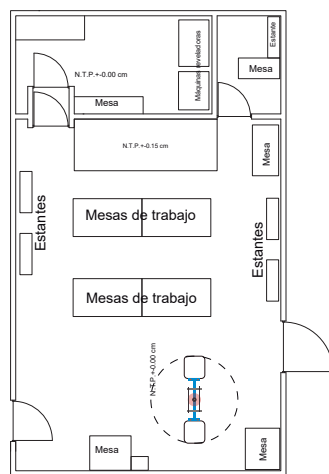 Estante
Máquinas reveladoras
Mesa
N.T.P.+-0.00 cm
Mesa
N.T.P.+-0.15 cm
Mesa
Estantes
Mesas de trabajo
Estantes
Mesas de trabajo
N.T.P.+-0.00 cm
Mesa
Mesa